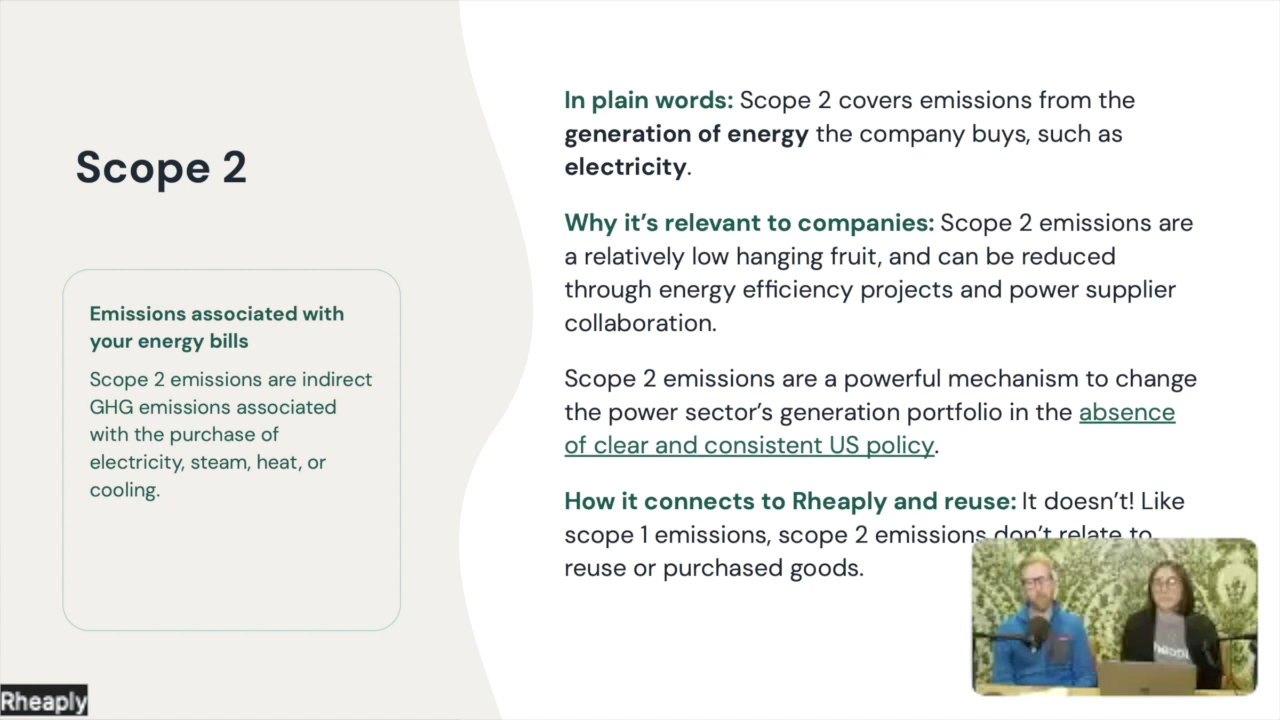 Scope 2
Emissions associated with
your energy bills
Scope 2 emissions are indirect
GHG emissions associated
with the purchase of
electricity, steam, heat, or
cooling.
In plain words: Scope 2 covers emissions from the
generation of energy the company buys, such as
electricity.
Why it's relevant to companies: Scope 2 emissions are
a relatively low hanging fruit, and can be reduced
through energy efficiency projects and power supplier
collaboration.
Scope 2 emissions are a powerful mechanism to change
the power sector's generation portfolio in the absence
of clear and consistent US policy.
How it connects to Rheaply and reuse: It doesn't! Like
scope 1 emissions, scope 2 emissions don't relate to
reuse or purchased goods.
Rheaply